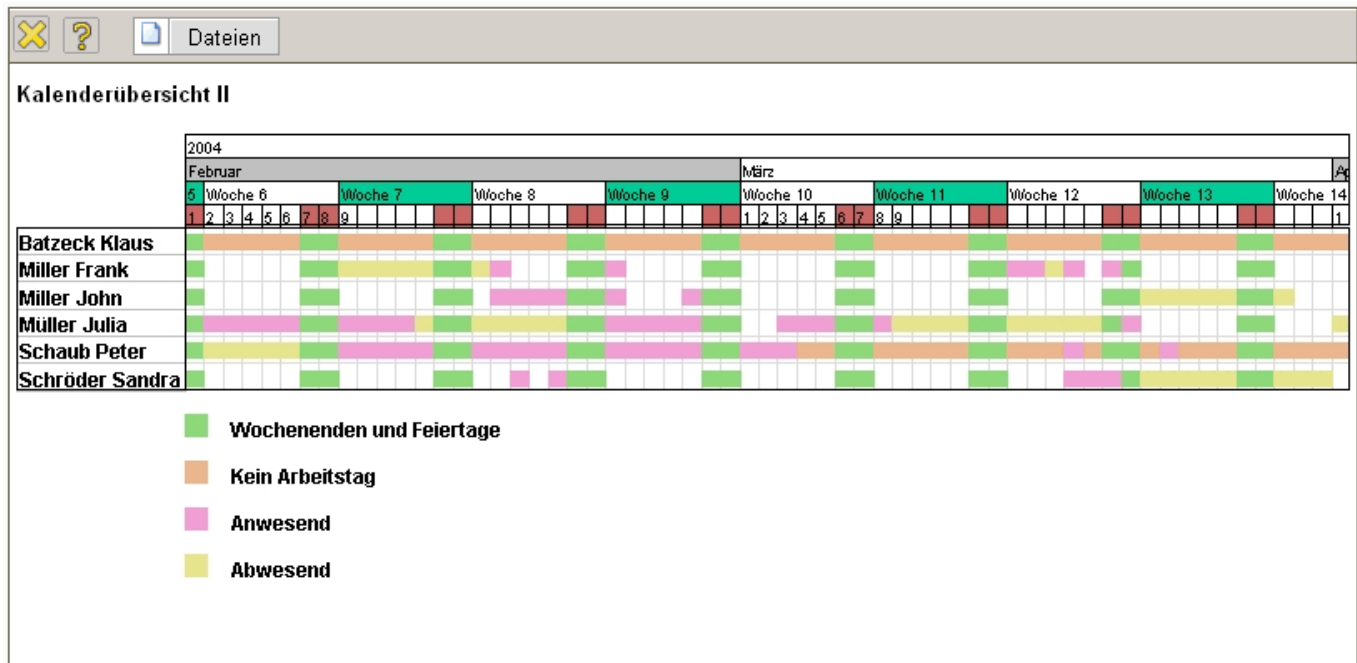 Dateien
Kalenderübersicht II
2004
Februar März Ap
5 Woche 6 Woche 7 Woche 8 Woche 9 Woche 10 Woche 11 Woche 12 Woche 13 Woche 14
1 2 3 4 5 6 7 8 9 1 2 3 4 5 6 7 8 9 1
Batzeck Klaus
Miller Frank
Miller John
Müller Julia
Schaub Peter
Schröder Sandra
Wochenenden und Feiertage
Kein Arbeitstag
Anwesend
Abwesend